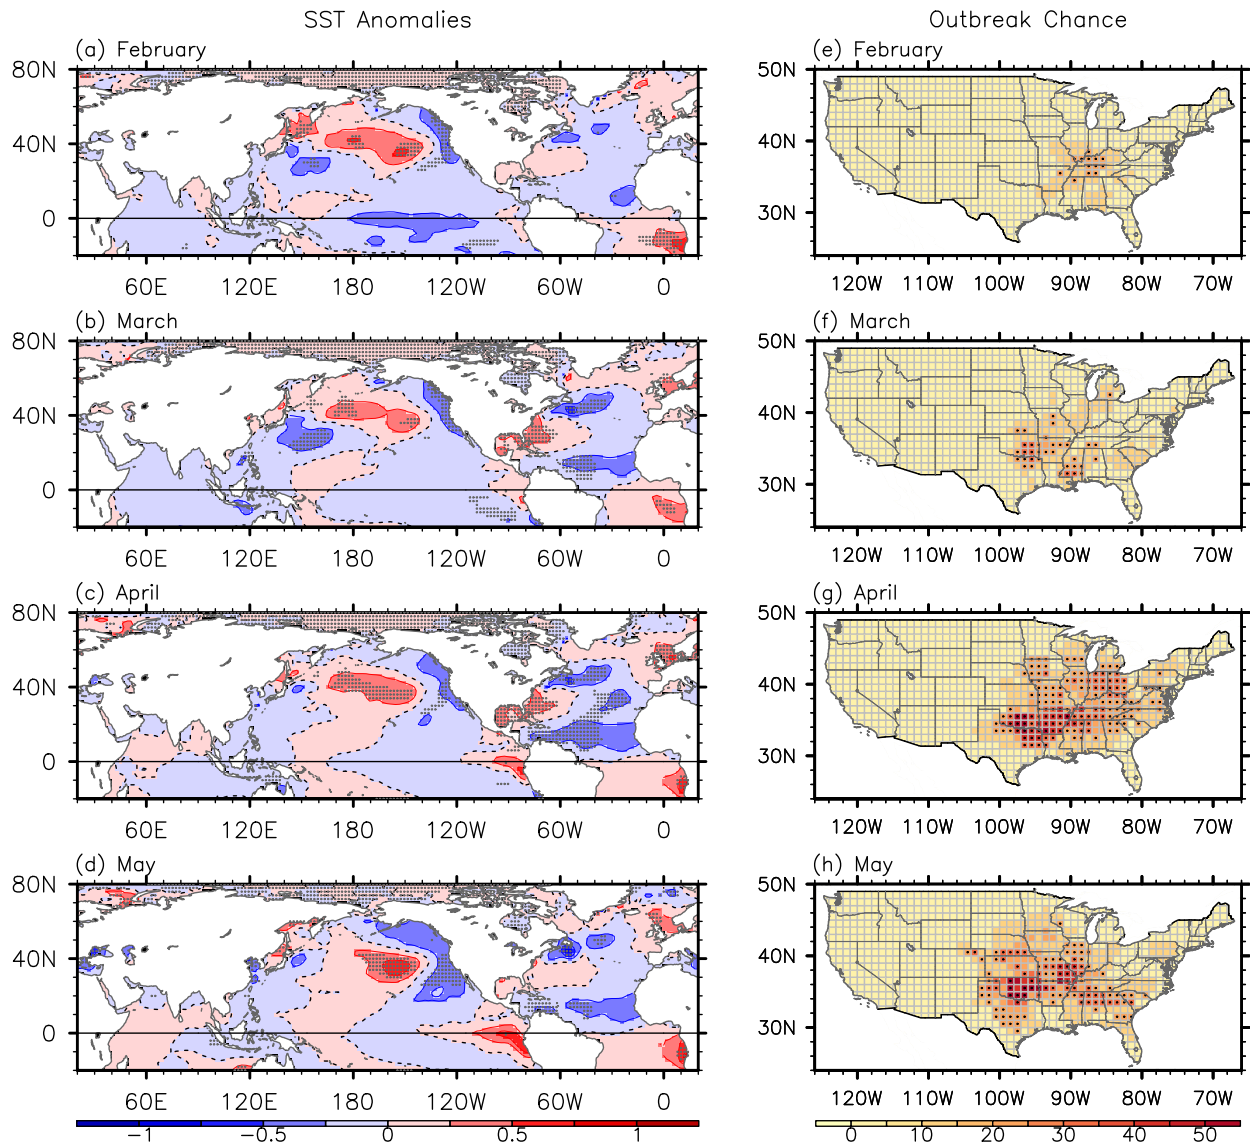 SST Anomalies
Outbreak Chance
(a) February
(e) February
80N
40N
0
60E 120E 180 120W 60W 0
50N
40N
30N
120W 110W 100W 90W 80W 70W
(b) March
(f) March
80N
40N
0
60E 120E 180 120W 60W 0
50N
40N
30N
120W 110W 100W 90W 80W 70W
(c) April
(g) April
80N
40N
0
60E 120E 180 120W 60W 0
50N
40N
30N
120W 110W 100W 90W 80W 70W
(d) May
(h) May
80N
40N
0
60E 120E 180 120W 60W 0
50N
40N
30N
120W 110W 100W 90W 80W 70W
−1 −0.5 0 0.5 1
0 10 20 30 40 50